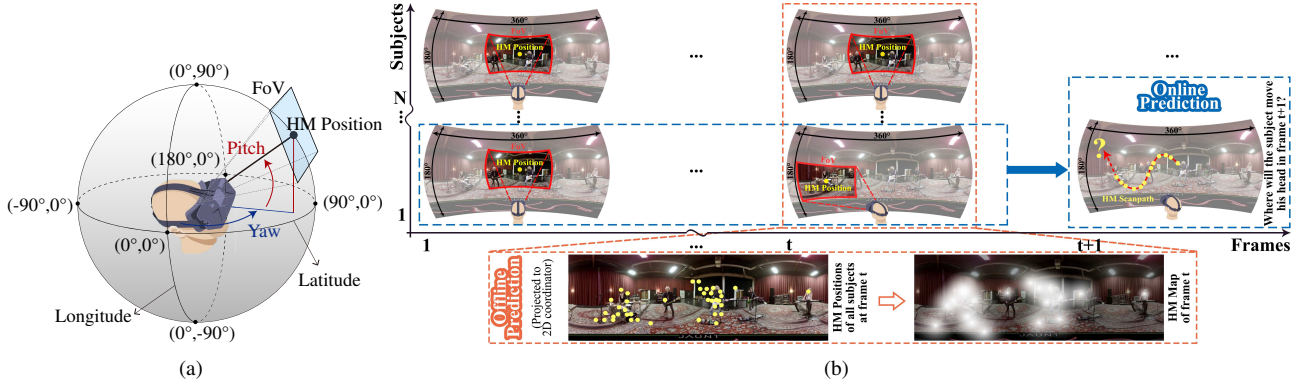 (0°,90°)
FoV
HM Position
(180°,0°)
Pitch
(-90°,0°)
(90°,0°)
(0°,0°)
Yaw
Latitude
Longitude
(0°,-90°)
(a)
Subjects
N
...
1
360°
180°
FoV
HM Position
...
360°
180°
FoV
HM Position
...
...
...
360°
180°
FoV
HM Position
...
360°
180°
FoV
HM Position
Online
Prediction
360°
180°
?
HM Scanpath
Where will the subject move
his head in frame t+1?
1
...
t
t+1
Frames
Offline
Prediction
(Projected to
2D coordinator)
JAUNT
HM Positions
of all subjects
at frame t
JAUNT
HM Map
of frame t
(b)